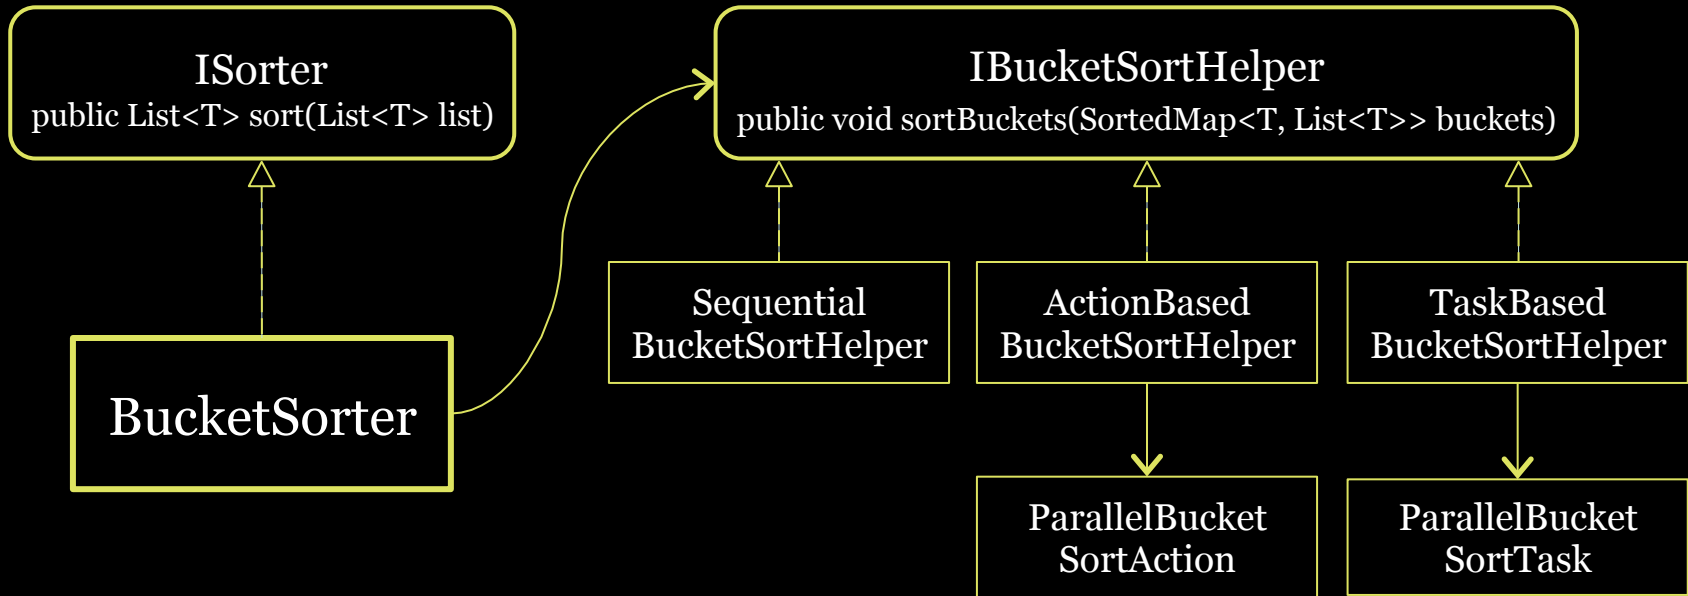 ISorter
public List<T> sort(List<T> list)
IBucketSortHelper
public void sortBuckets(SortedMap<T, List<T>> buckets)
Sequential
BucketSortHelper
ActionBased
BucketSortHelper
TaskBased
BucketSortHelper
BucketSorter
ParallelBucket
SortAction
ParallelBucket
SortTask